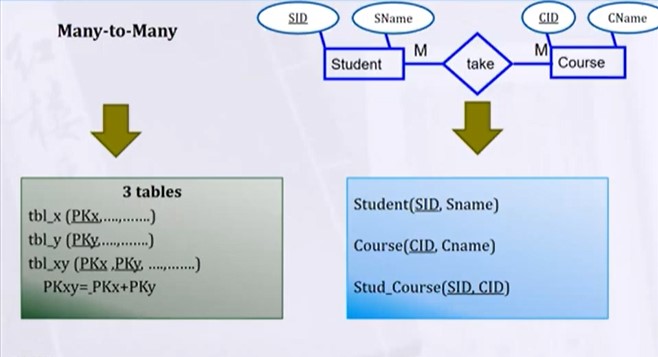 Many-to-Many
SID
SName
CID
CName
Student
M
take
M
Course
3 tables
tbl_x (PKx,....,.......)
tbl_y (PKy,....,.......)
tbl_xy (PKx ,PKy, ....,.......)
PKxy= PKx+PKy
Student(SID, Sname)
Course(CID, Cname)
Stud_Course(SID, CID)